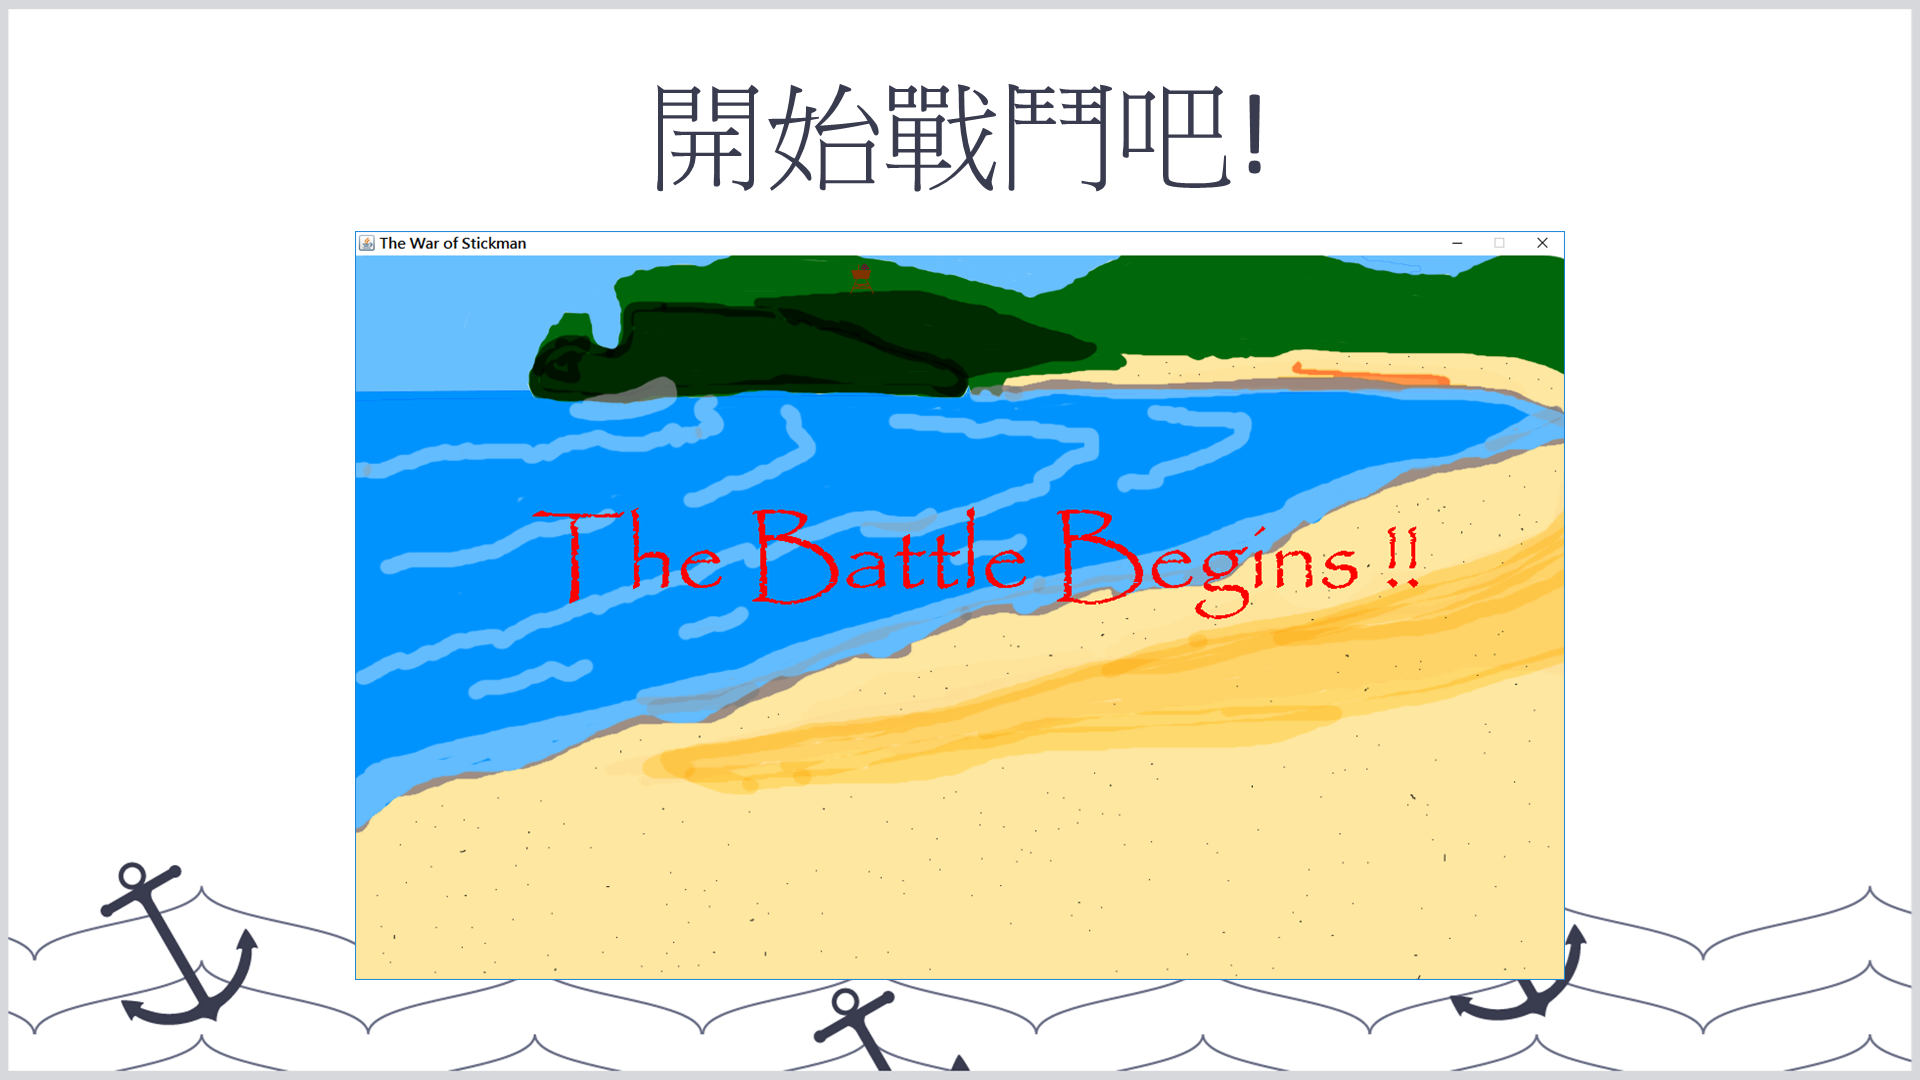 開始戰鬥吧!
The War of Stickman
The Battle Begins !!